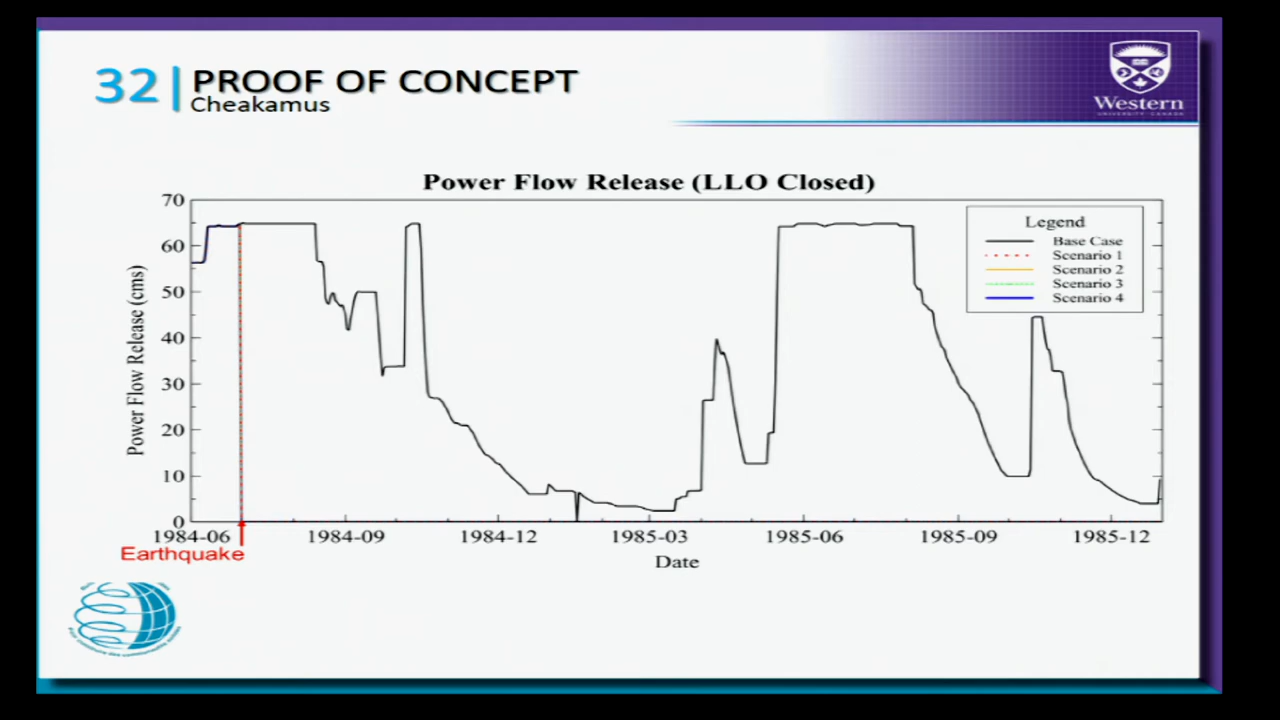 32 PROOF OF CONCEPT
Cheakamus
Western
UNIVERSITY · CANADA
Power Flow Release (LLO Closed)
Power Flow Release (cms)
70
60
50
40
30
20
10
0
Legend
Base Case
Scenario 1
Scenario 2
Scenario 3
Scenario 4
1984-06 1984-09 1984-12 1985-03 1985-06 1985-09 1985-12
Earthquake
Date